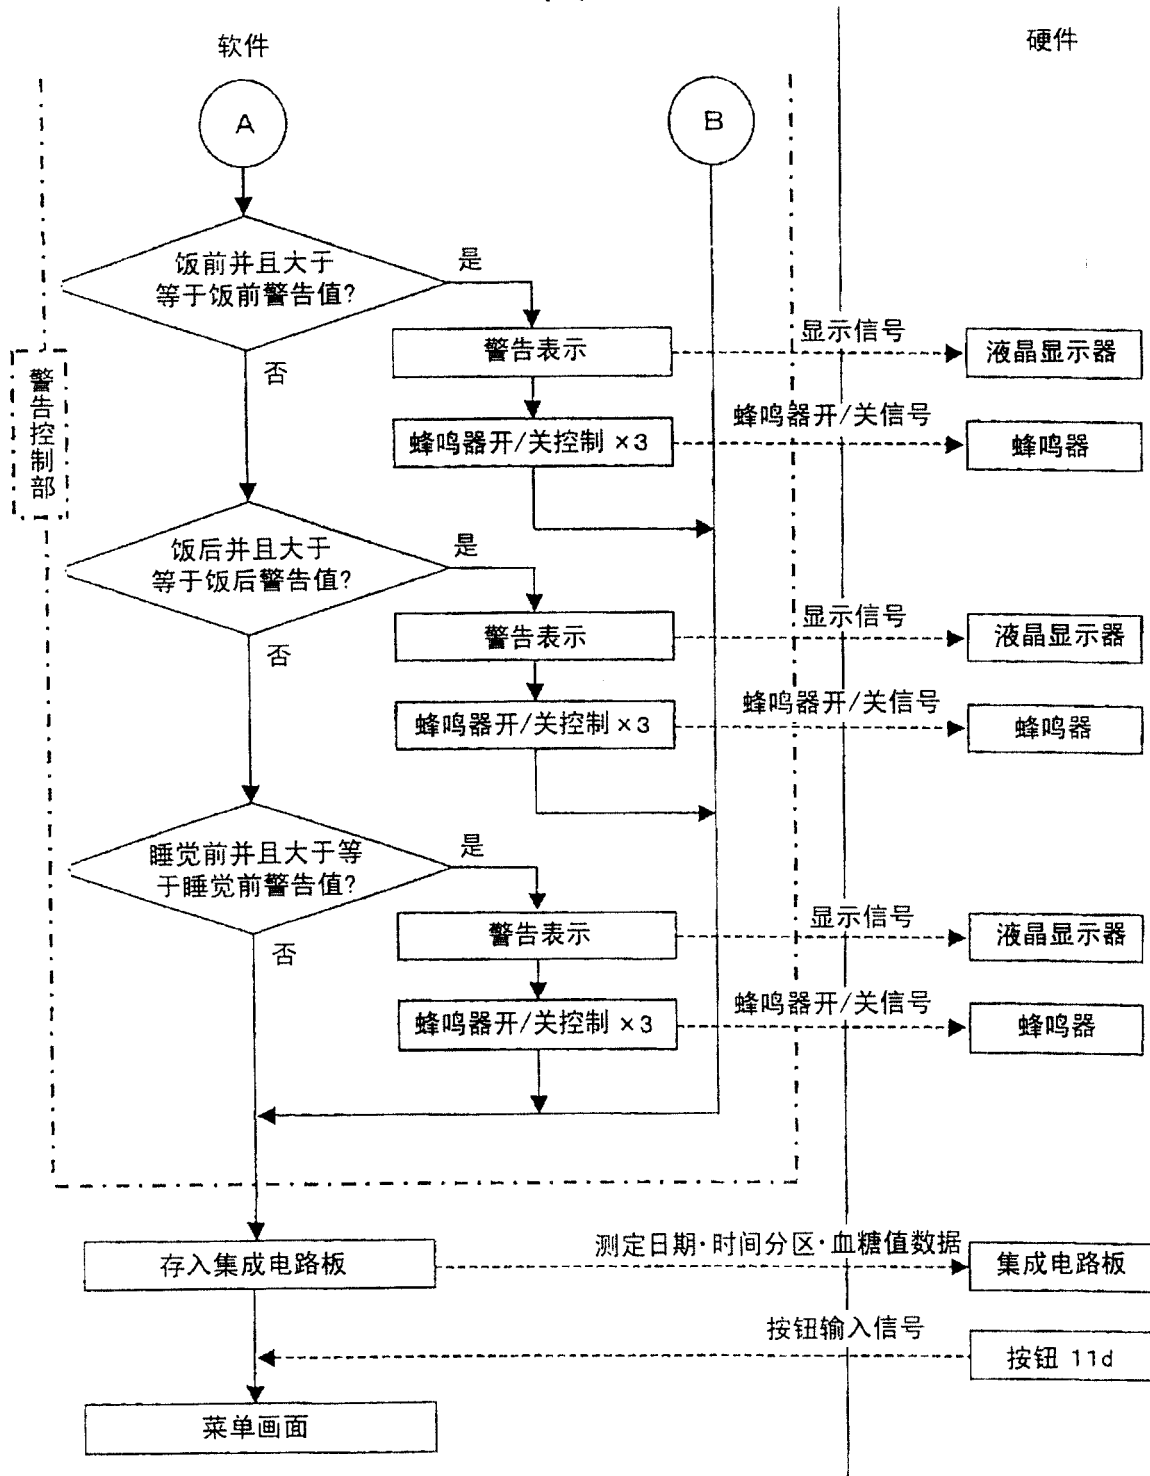 软件
硬件
A
B
饭前并且大于
等于饭前警告值?
是
否
警告表示
显示信号
液晶显示器
蜂鸣器开/关控制 ×3
蜂鸣器开/关信号
蜂鸣器
警告控制部
饭后并且大于
等于饭后警告值?
是
否
警告表示
显示信号
液晶显示器
蜂鸣器开/关控制 ×3
蜂鸣器开/关信号
蜂鸣器
睡觉前并且大于等
于睡觉前警告值?
是
否
警告表示
显示信号
液晶显示器
蜂鸣器开/关控制 ×3
蜂鸣器开/关信号
蜂鸣器
存入集成电路板
测定日期·时间分区·血糖值数据
集成电路板
按钮输入信号
按钮 11d
菜单画面